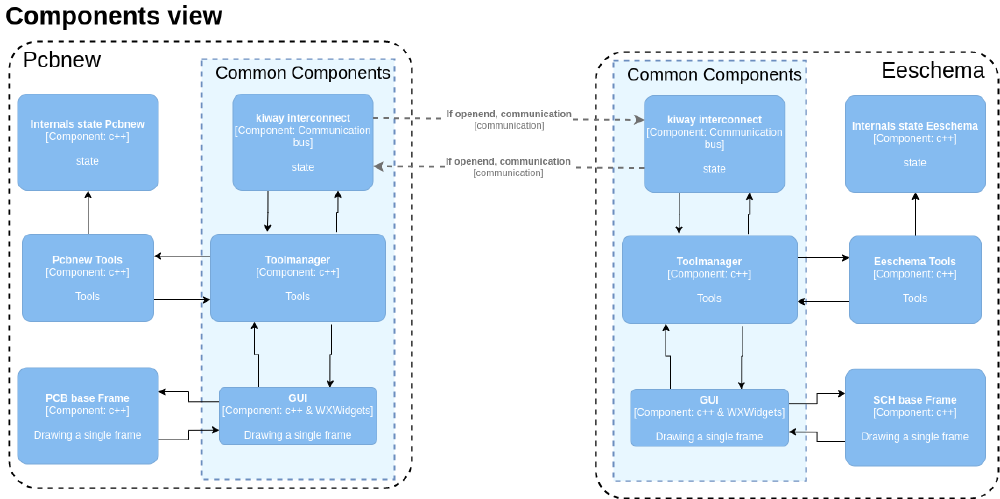 Components view
Pcbnew
Common Components
Internals state Pcbnew
[Component: c++]
state
kiway interconnect
[Component: Communication
bus]
state
Pcbnew Tools
[Component: c++]
Tools
Toolmanager
[Component: c++]
Tools
PCB base Frame
[Component: c++]
Drawing a single frame
GUI
[Component: c++ & WXWidgets]
Drawing a single frame
If openend, communication
[communication]
If openend, communication
[communication]
Eeschema
Common Components
kiway interconnect
[Component: Communication
bus]
state
Internals state Eeschema
[Component: c++]
state
Toolmanager
[Component: c++]
Tools
Eeschema Tools
[Component: c++]
Tools
GUI
[Component: c++ & WXWidgets]
Drawing a single frame
SCH base Frame
[Component: c++]
Drawing a single frame